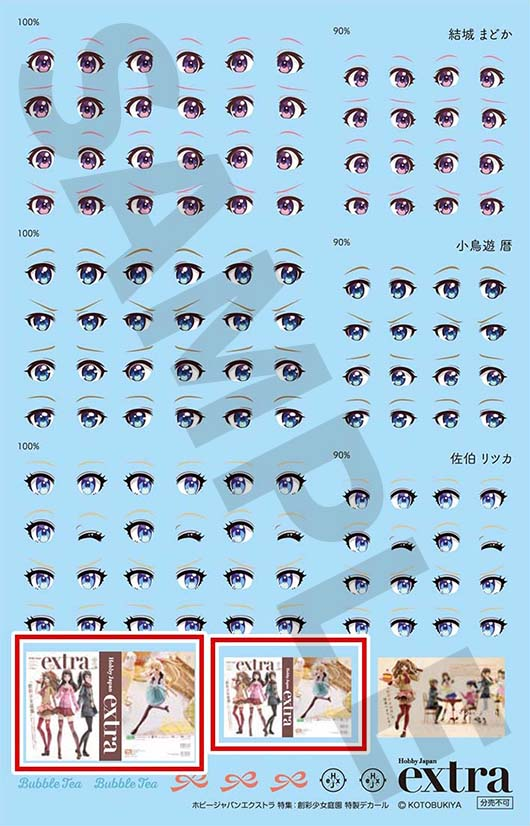 100%
90%
結城 まどか
100%
90%
小鳥遊 暦
100%
90%
佐伯 リツカ
SAMPLE
extra
Hobby Japan
extra
extra
Hobby Japan
extra
Bubble Tea
Bubble Tea
Hobby Japan
extra
ホビージャパンエクストラ 特集:創彩少女庭園 特製デカール
© KOTOBUKIYA
分売不可